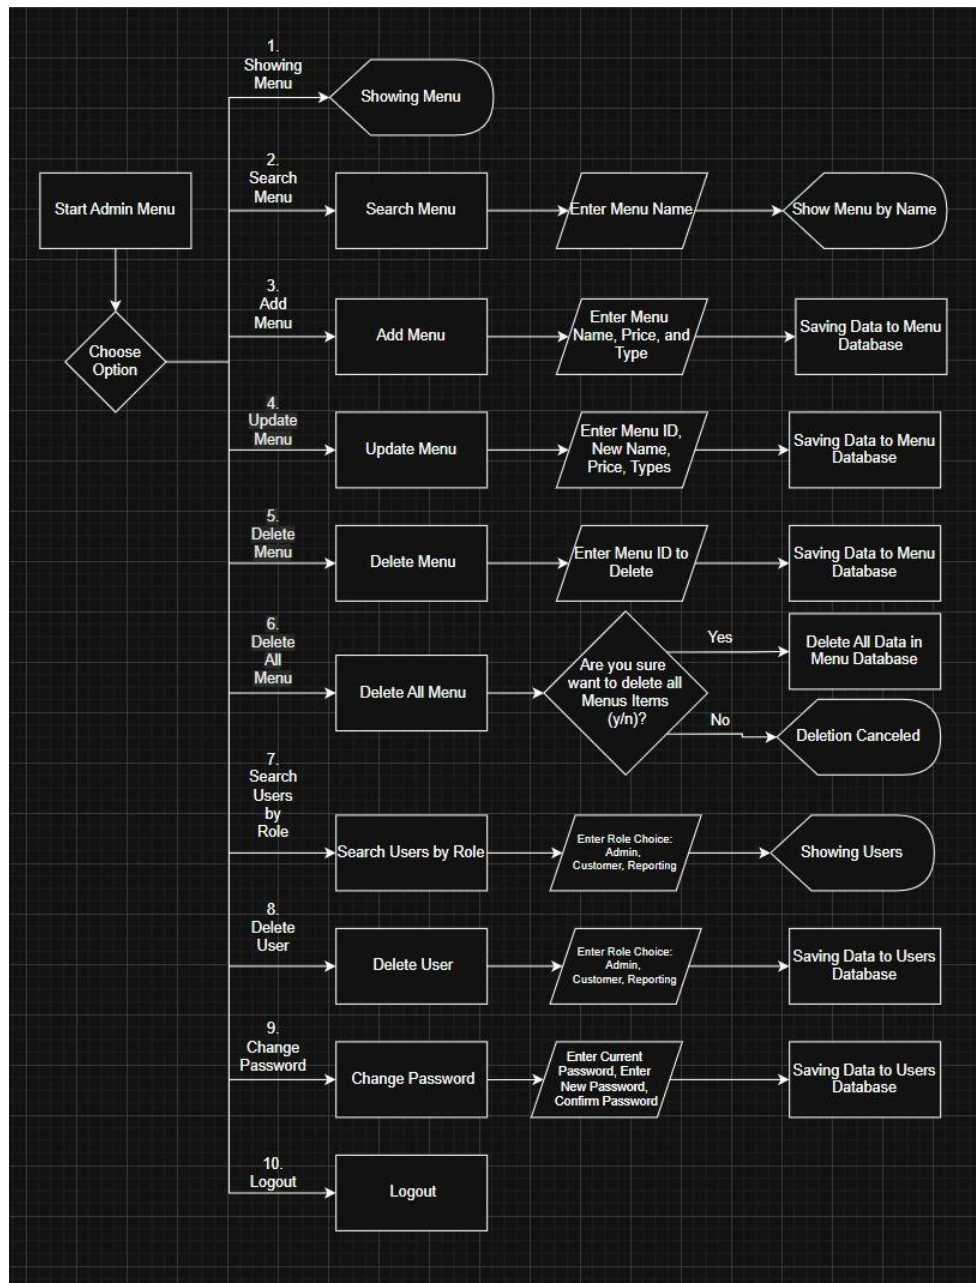 1.
Showing
Menu
Showing Menu
Start Admin Menu
Choose
Option
2.
Search
Menu
Search Menu
Enter Menu Name
Show Menu by Name
3.
Add
Menu
Add Menu
Enter Menu
Name, Price, and
Type
Saving Data to Menu
Database
4.
Update
Menu
Update Menu
Enter Menu ID,
New Name,
Price, Types
Saving Data to Menu
Database
5.
Delete
Menu
Delete Menu
Enter Menu ID to
Delete
Saving Data to Menu
Database
6.
Delete
All
Menu
Delete All Menu
Are you sure
want to delete all
Menus Items
(y/n)?
Yes
Delete All Data in
Menu Database
No
Deletion Canceled
7.
Search
Users
by
Role
Search Users by Role
Enter Role Choice:
Admin,
Customer, Reporting
Showing Users
8.
Delete
User
Delete User
Enter Role Choice:
Admin,
Customer, Reporting
Saving Data to Users
Database
9.
Change
Password
Change Password
Enter Current
Password, Enter
New Password,
Confirm Password
Saving Data to Users
Database
10.
Logout
Logout